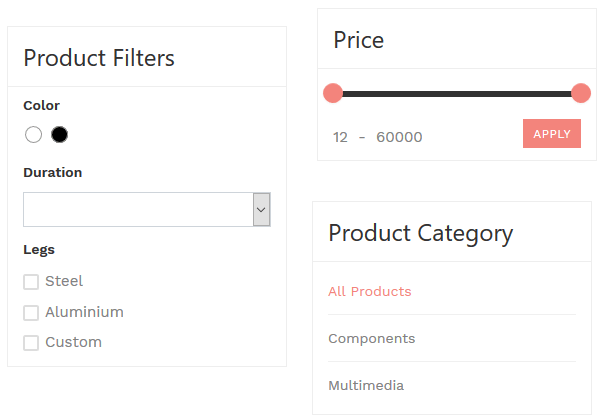 Product Filters
Color
Duration
Legs
Steel
Aluminium
Custom
Price
12 - 60000
APPLY
Product Category
All Products
Components
Multimedia